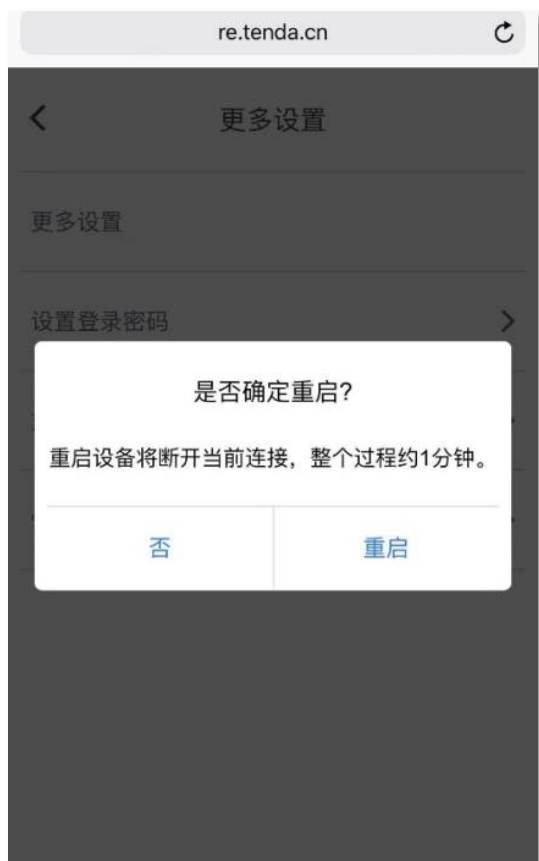 re.tenda.cn
更多设置
更多设置
设置登录密码
是否确定重启?
重启设备将断开当前连接，整个过程约1分钟。
否
重启